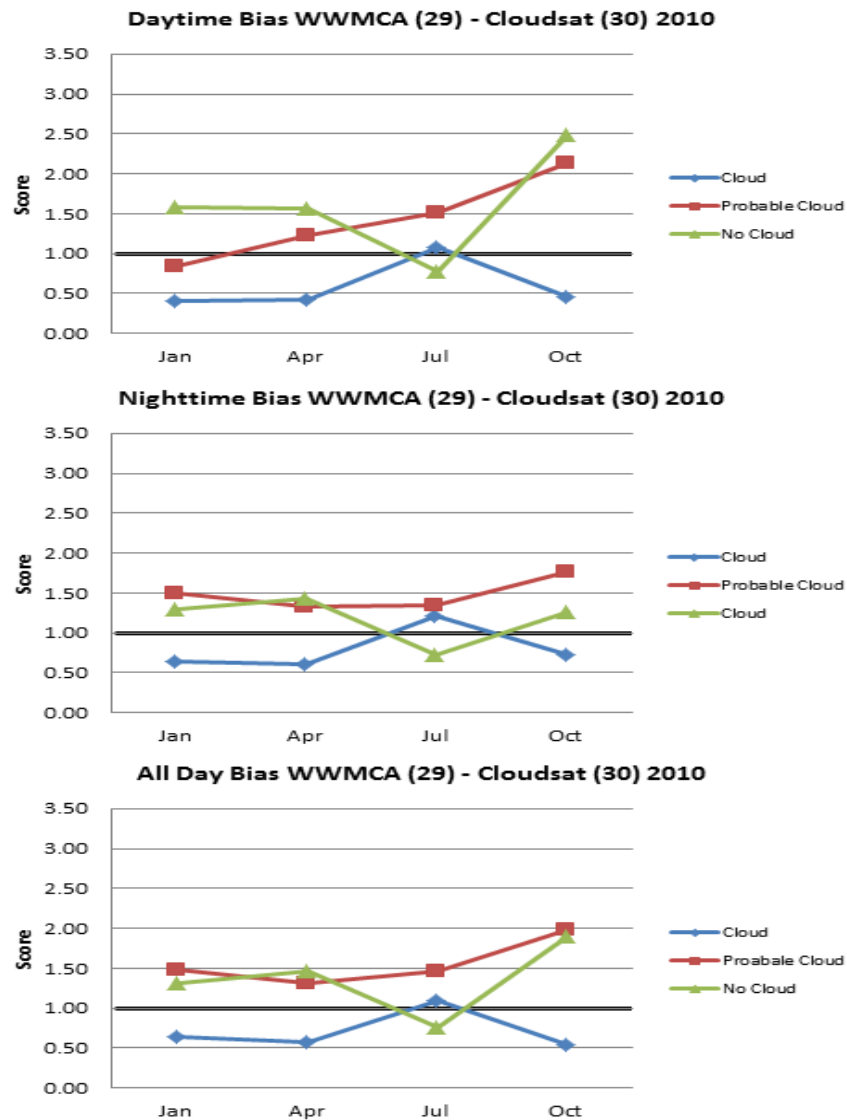 Daytime Bias WWMCA (29) - Cloudsat (30) 2010
3.50
3.00
2.50
2.00
1.50
1.00
0.50
0.00
Score
Jan Apr Jul Oct
Cloud
Probable Cloud
No Cloud
Nighttime Bias WWMCA (29) - Cloudsat (30) 2010
3.50
3.00
2.50
2.00
1.50
1.00
0.50
0.00
Score
Jan Apr Jul Oct
Cloud
Probable Cloud
Cloud
All Day Bias WWMCA (29) - Cloudsat (30) 2010
3.50
3.00
2.50
2.00
1.50
1.00
0.50
0.00
Score
Jan Apr Jul Oct
Cloud
Proabale Cloud
No Cloud